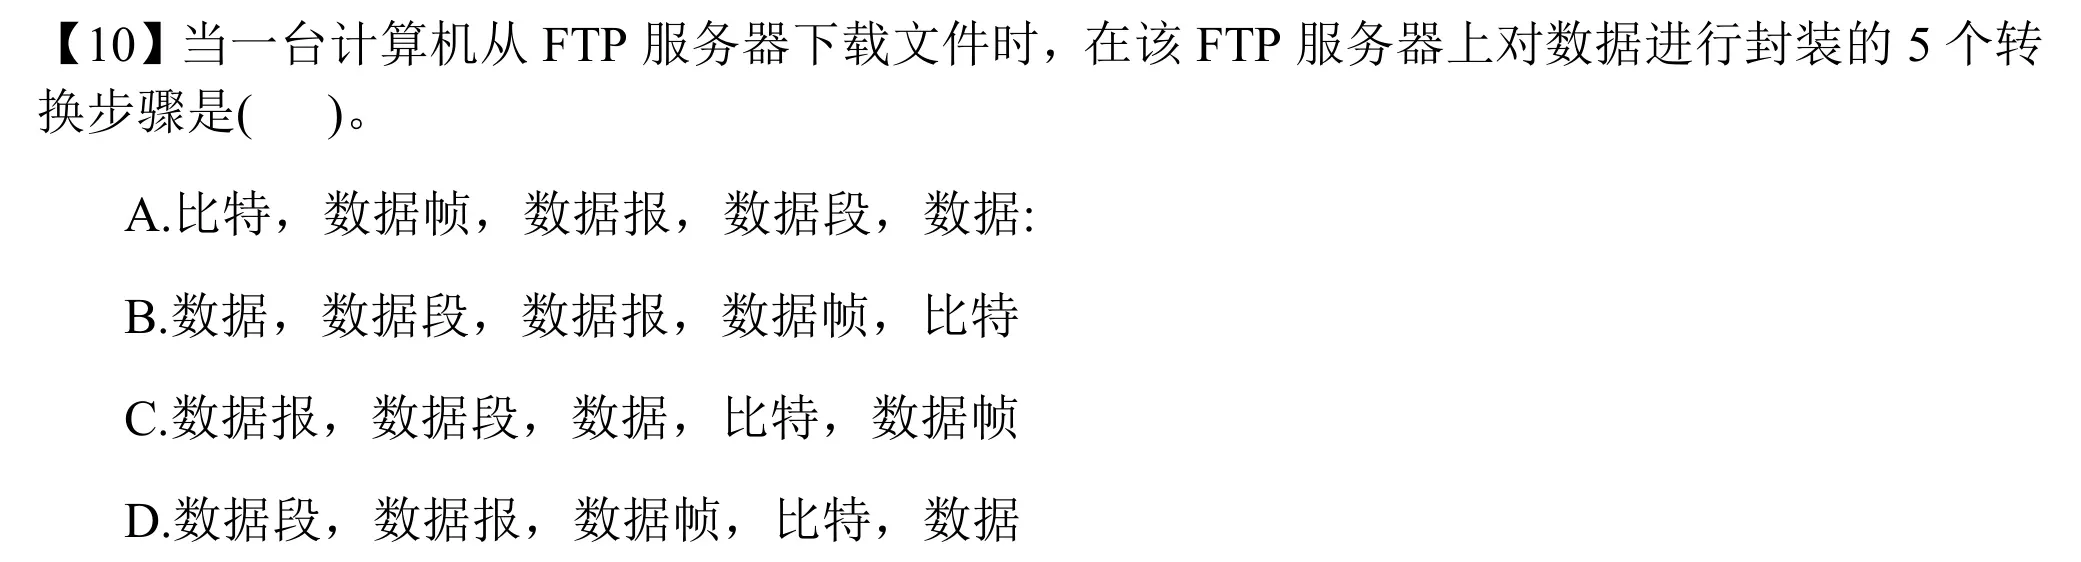 【10】当一台计算机从 FTP 服务器下载文件时，在该 FTP 服务器上对数据进行封装的 5 个转
换步骤是(    )。
A.比特，数据帧，数据报，数据段，数据:
B.数据，数据段，数据报，数据帧，比特
C.数据报，数据段，数据，比特，数据帧
D.数据段，数据报，数据帧，比特，数据